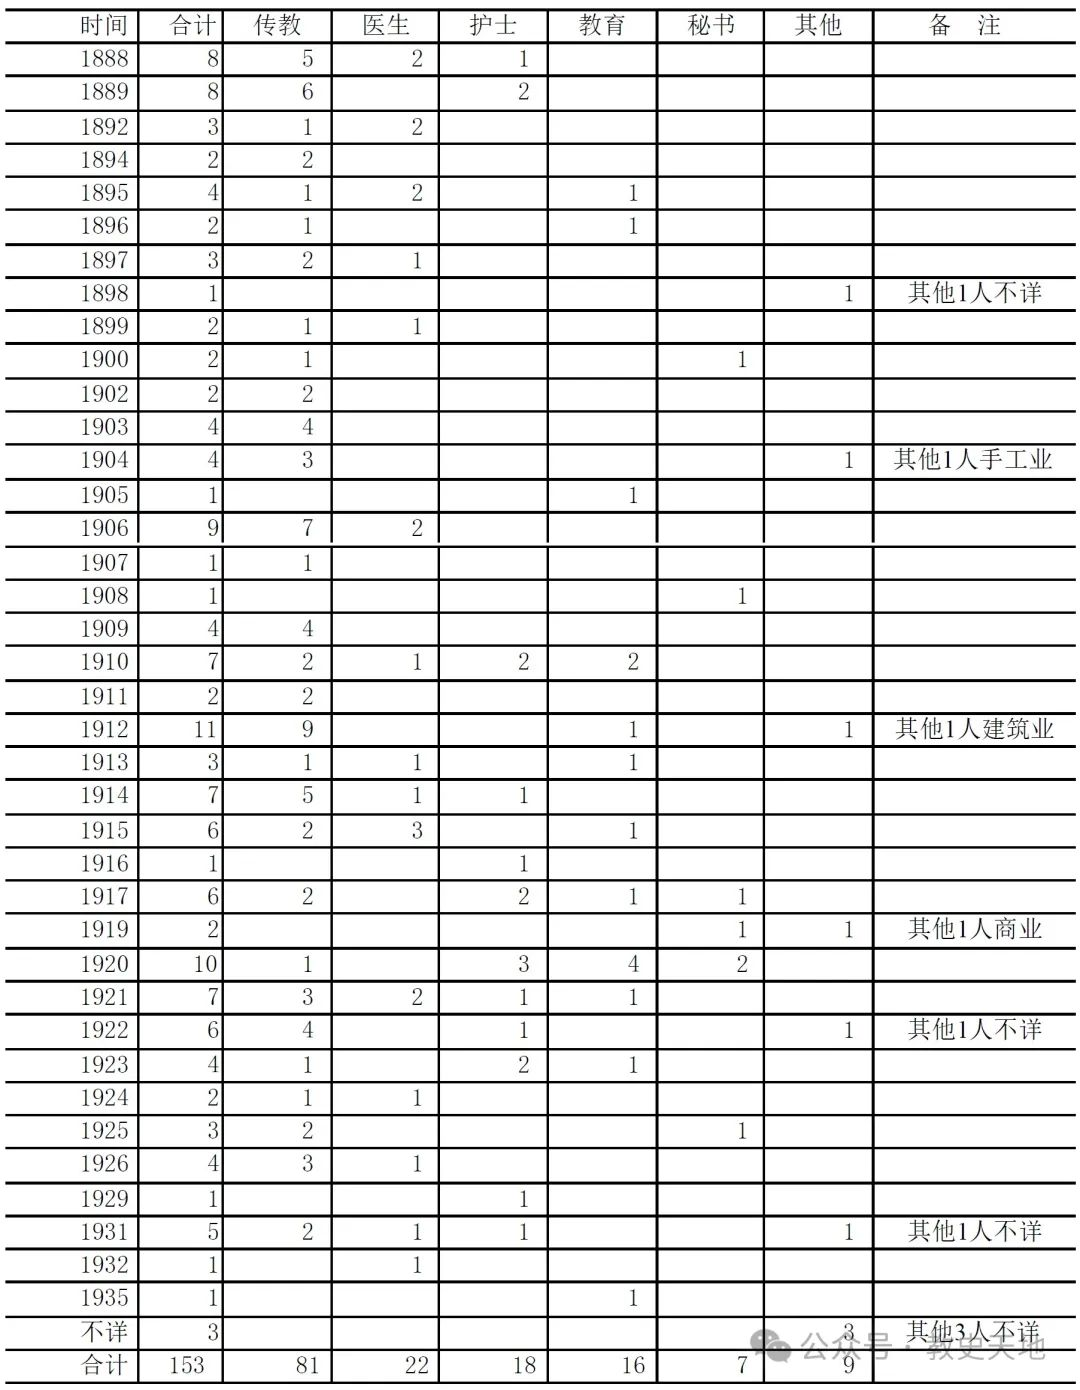 时间 合计 传教 医生 护士 教育 秘书 其他 备 注
1888 8 5 2 1
1889 8 6 2
1892 3 1 2
1894 2 2
1895 4 1 2 1
1896 2 1 1
1897 3 2 1
1898 1 1 其他1人不详
1899 2 1 1
1900 2 1 1
1902 2 2
1903 4 4
1904 4 3 1 其他1人手工业
1905 1 1
1906 9 7 2
1907 1 1
1908 1 1
1909 4 4
1910 7 2 1 2 2
1911 2 2
1912 11 9 1 1 其他1人建筑业
1913 3 1 1 1
1914 7 5 1 1
1915 6 2 3 1
1916 1 1
1917 6 2 2 1 1
1919 2 1 1 其他1人商业
1920 10 1 3 4 2
1921 7 3 2 1 1
1922 6 4 1 1 其他1人不详
1923 4 1 2 1
1924 2 1 1
1925 3 2 1
1926 4 3 1
1929 1 1
1931 5 2 1 1 1 其他1人不详
1932 1 1
1935 1 1
不详 3 3 其他3人不详
合计 153 81 22 18 16 7 9
公众号·教史天地